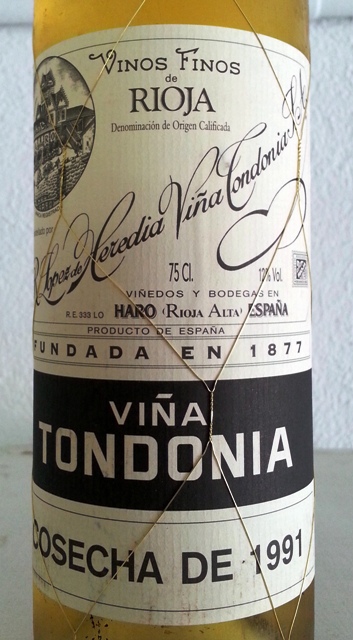 VINOS FINOS
de
RIOJA
Denominación de Origen Calificada
R. Lopez de Heredia Viña Tondonia, S.A.
75 Cl.
12% Vol.
VIÑEDOS Y BODEGAS EN
R.E. 333 LO HARO (RIOJA ALTA) ESPAÑA
PRODUCTO DE ESPAÑA
FUNDADA EN 1877
VIÑA
TONDONIA
COSECHA DE 1991